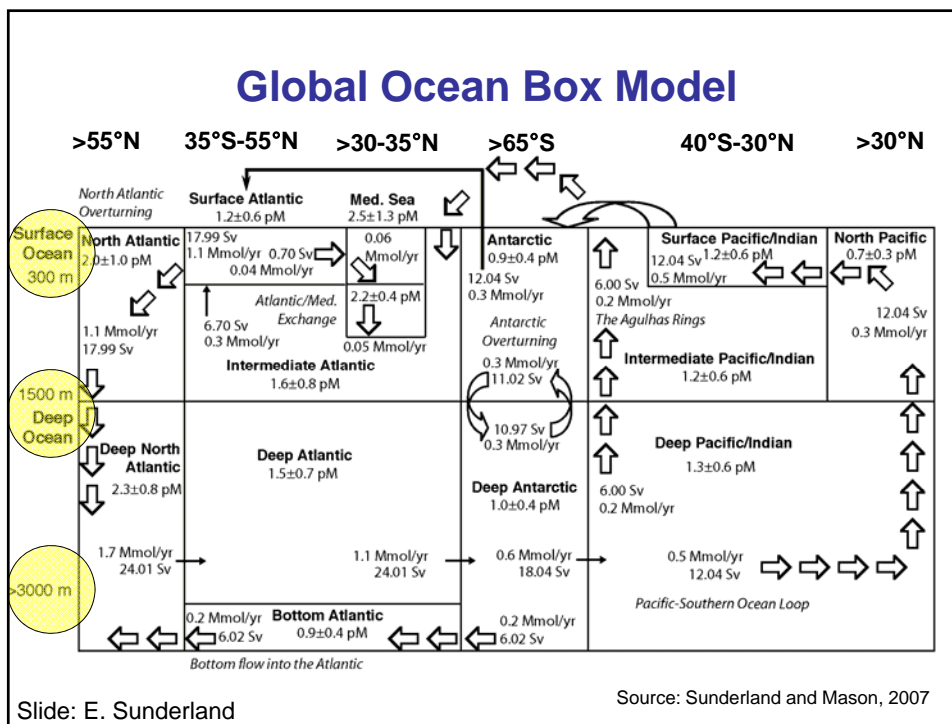 Global Ocean Box Model
>55°N 35°S-55°N >30-35°N >65°S 40°S-30°N >30°N
North Atlantic
Overturning
Surface
Ocean
300 m
1500 m
Deep
Ocean
>3000 m
North Atlantic
2.0±1.0 pM
1.1 Mmol/yr
17.99 Sv
Deep North
Atlantic
2.3±0.8 pM
1.7 Mmol/yr
24.01 Sv
Surface Atlantic
1.2±0.6 pM
17.99 Sv
1.1 Mmol/yr
0.70 Sv
0.04 Mmol/yr
Med. Sea
2.5±1.3 pM
0.06
Mmol/yr
2.2±0.4 pM
0.05 Mmol/yr
Atlantic/Med.
Exchange
6.70 Sv
0.3 Mmol/yr
Intermediate Atlantic
1.6±0.8 pM
Deep Atlantic
1.5±0.7 pM
1.1 Mmol/yr
24.01 Sv
Bottom Atlantic
0.9±0.4 pM
0.2 Mmol/yr
6.02 Sv
Bottom flow into the Atlantic
Antarctic
0.9±0.4 pM
12.04 Sv
0.3 Mmol/yr
Antarctic
Overturning
0.3 Mmol/yr
11.02 Sv
10.97 Sv
0.3 Mmol/yr
Deep Antarctic
1.0±0.4 pM
0.6 Mmol/yr
18.04 Sv
0.2 Mmol/yr
6.02 Sv
Surface Pacific/Indian
1.2±0.6 pM
12.04 Sv
0.5 Mmol/yr
6.00 Sv
0.2 Mmol/yr
The Agulhas Rings
Intermediate Pacific/Indian
1.2±0.6 pM
North Pacific
0.7±0.3 pM
12.04 Sv
0.3 Mmol/yr
Deep Pacific/Indian
1.3±0.6 pM
6.00 Sv
0.2 Mmol/yr
0.5 Mmol/yr
12.04 Sv
Pacific-Southern Ocean Loop
Slide: E. Sunderland
Source: Sunderland and Mason, 2007